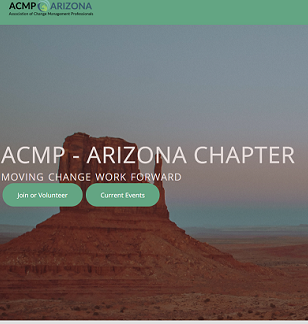 ACMP ARIZONA
Association of Change Management Professionals
ACMP - ARIZONA CHAPTER
MOVING CHANGE WORK FORWARD
Join or Volunteer
Current Events